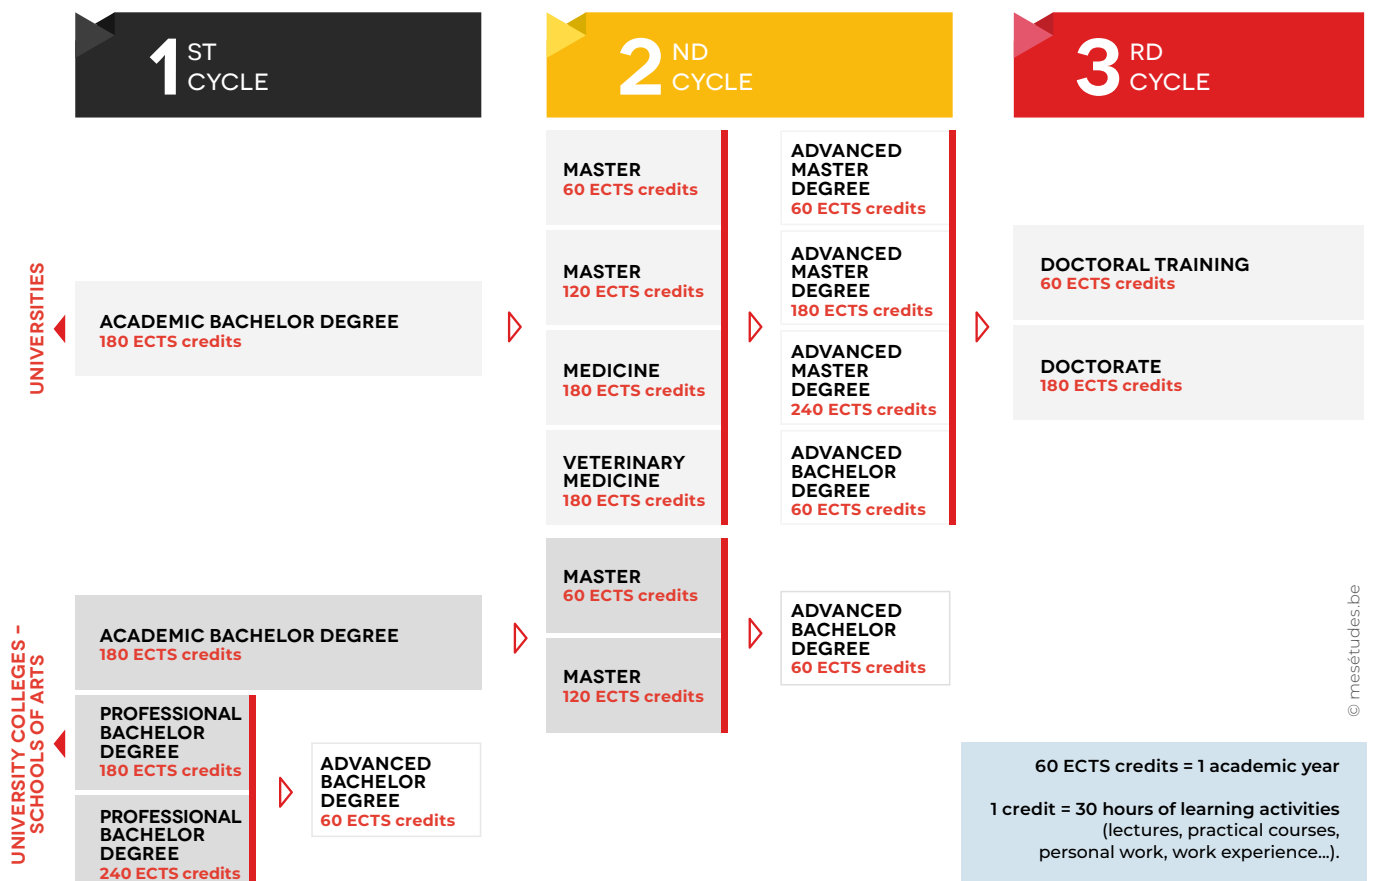 1 ST
CYCLE
2 ND
CYCLE
3 RD
CYCLE
UNIVERSITIES
ACADEMIC BACHELOR DEGREE
180 ECTS credits
MASTER
60 ECTS credits
MASTER
120 ECTS credits
MEDICINE
180 ECTS credits
VETERINARY
MEDICINE
180 ECTS credits
ADVANCED
MASTER
DEGREE
60 ECTS credits
ADVANCED
MASTER
DEGREE
180 ECTS credits
ADVANCED
MASTER
DEGREE
240 ECTS credits
ADVANCED
BACHELOR
DEGREE
60 ECTS credits
DOCTORAL TRAINING
60 ECTS credits
DOCTORATE
180 ECTS credits
UNIVERSITY COLLEGES –
SCHOOLS OF ARTS
ACADEMIC BACHELOR DEGREE
180 ECTS credits
PROFESSIONAL
BACHELOR
DEGREE
180 ECTS credits
PROFESSIONAL
BACHELOR
DEGREE
240 ECTS credits
ADVANCED
BACHELOR
DEGREE
60 ECTS credits
MASTER
60 ECTS credits
MASTER
120 ECTS credits
ADVANCED
BACHELOR
DEGREE
60 ECTS credits
© mesétudes.be
60 ECTS credits = 1 academic year
1 credit = 30 hours of learning activities
(lectures, practical courses,
personal work, work experience...).